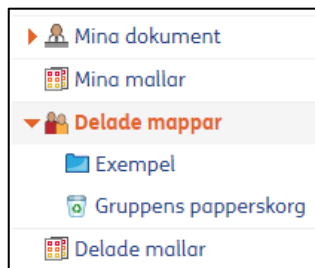 Mina dokument
Mina mallar
Delade mappar
Exempel
Gruppens papperskorg
Delade mallar